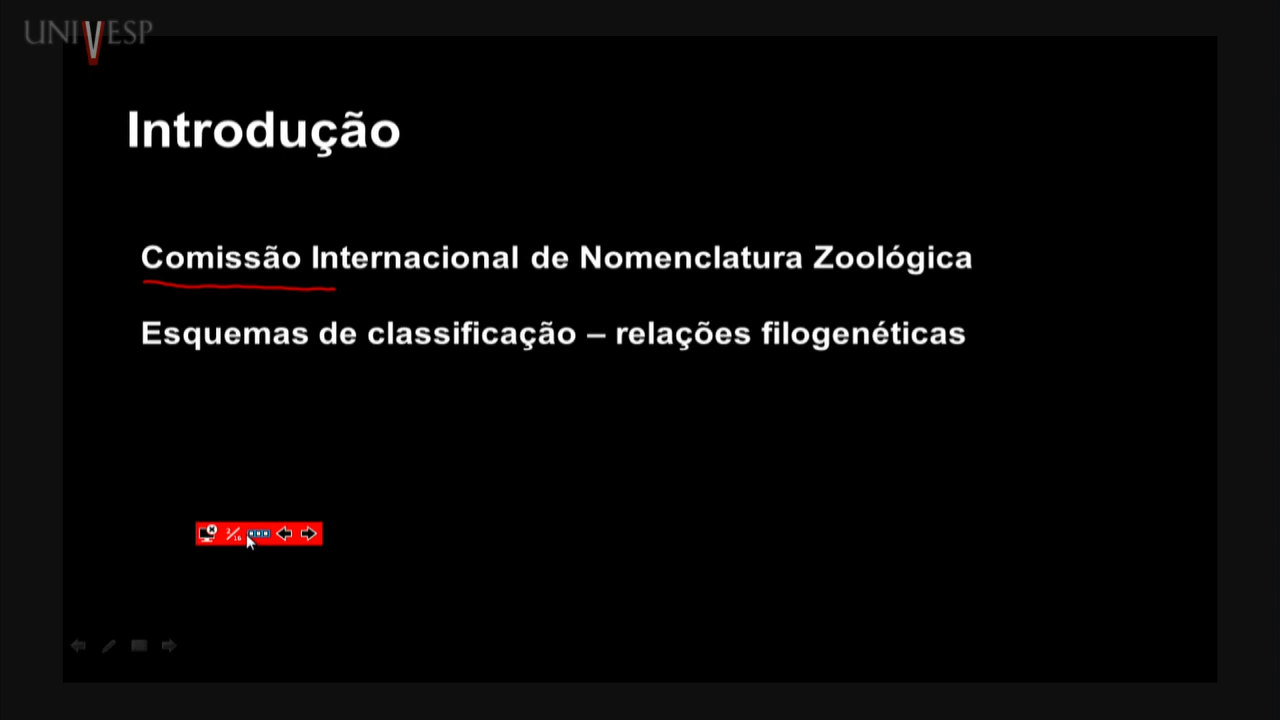 UNIVESP
Introdução
Comissão Internacional de Nomenclatura Zoológica
Esquemas de classificação – relações filogenéticas